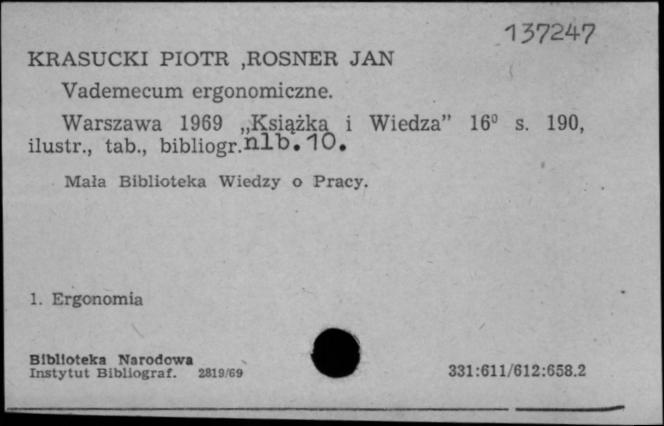 137247
KRASUCKI PIOTR ,ROSNER JAN
Vademecum ergonomiczne.
Warszawa 1969 „Książka i Wiedza” 16⁰ s. 190,
ilustr., tab., bibliogr.nlb.10.
Mała Biblioteka Wiedzy o Pracy.
1. Ergonomia
Biblioteka Narodowa
Instytut Bibliograf. 2819/69
331:611/612:658.2